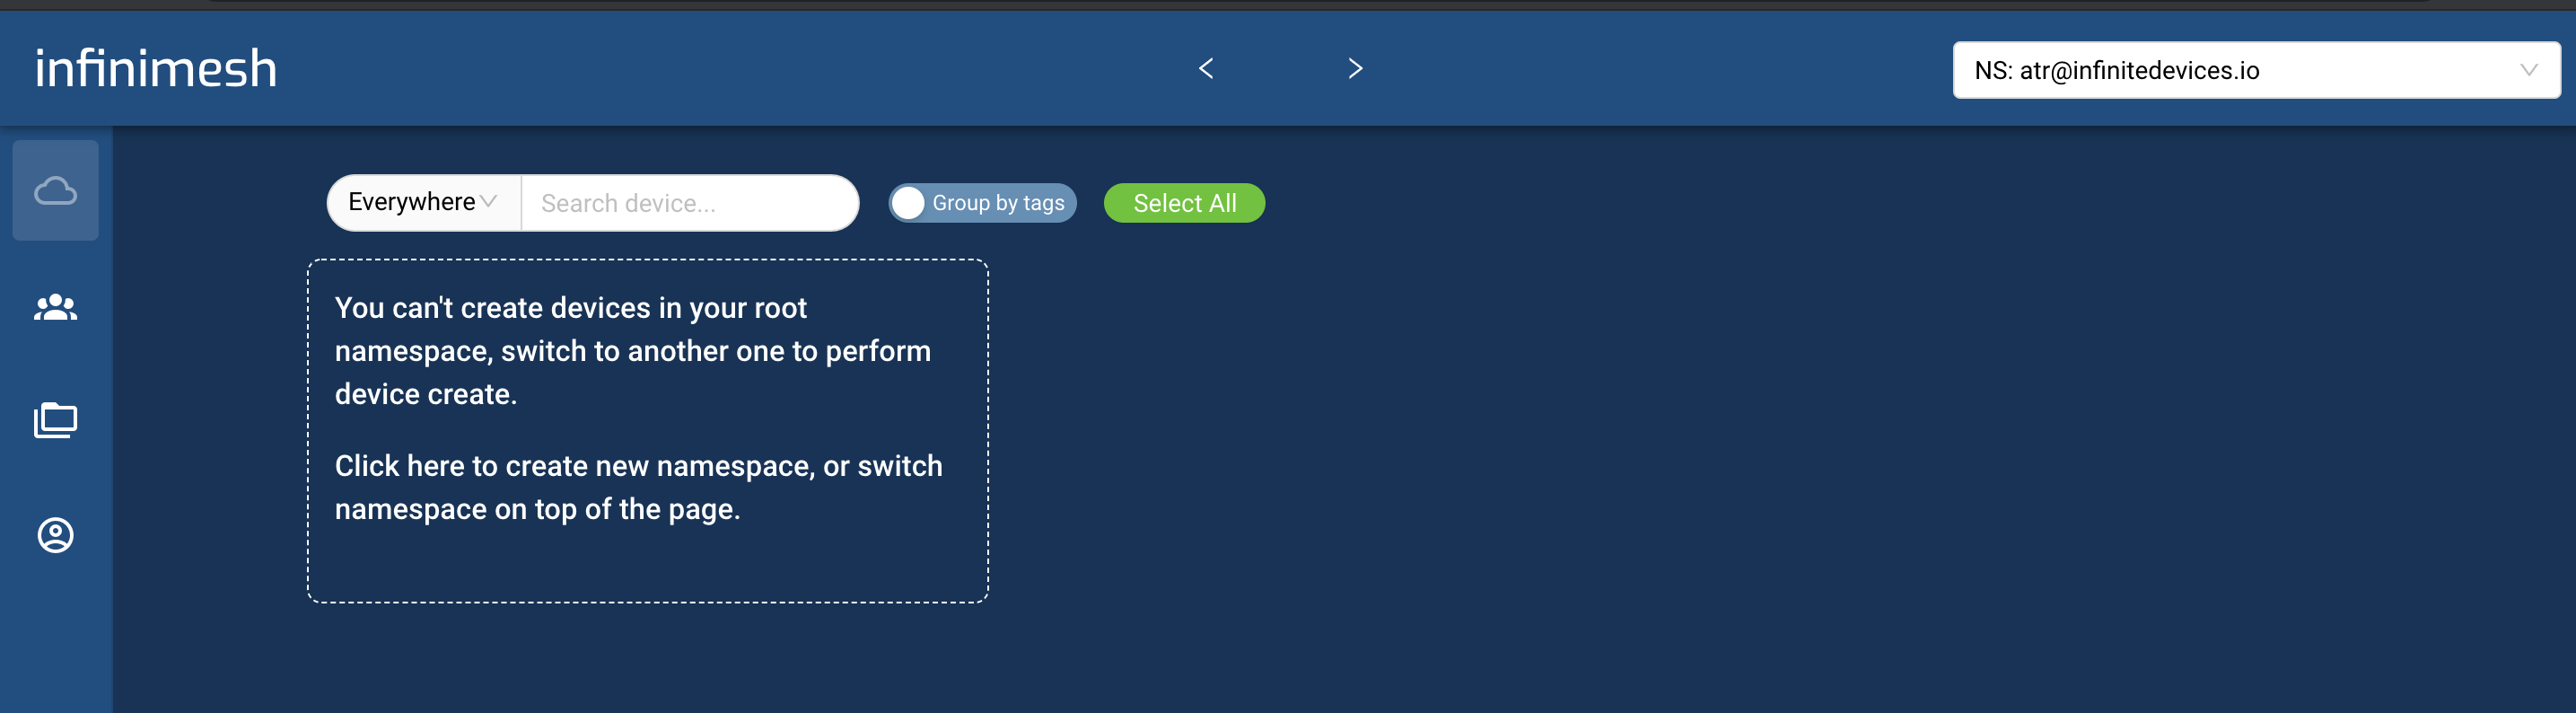 infinimesh
NS: atr@infinitedevices.io
Everywhere
Search device...
Group by tags
Select All
You can't create devices in your root
namespace, switch to another one to perform
device create.
Click here to create new namespace, or switch
namespace on top of the page.